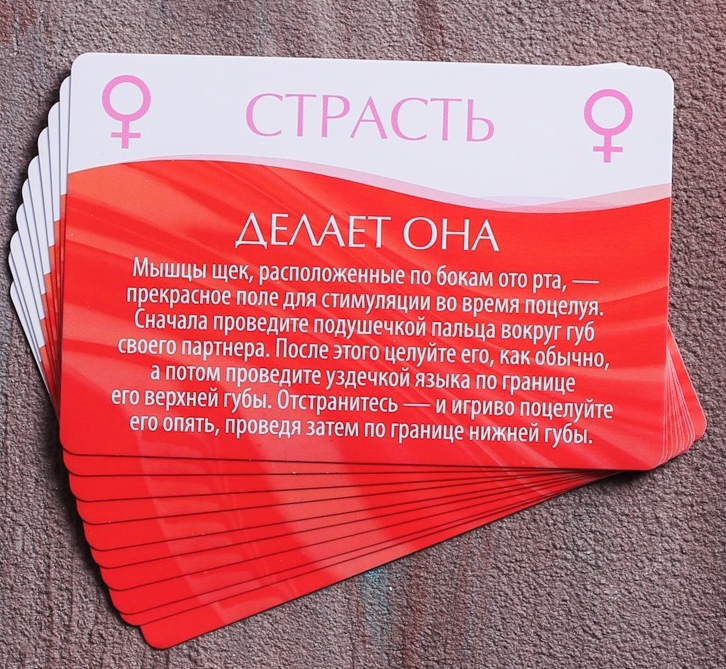 СТРАСТЬ
ДЕЛАЕТ ОНА
Мышцы щек, расположенные по бокам ото рта, —
прекрасное поле для стимуляции во время поцелуя.
Сначала проведите подушечкой пальца вокруг губ
своего партнера. После этого целуйте его, как обычно,
а потом проведите уздечкой языка по границе
его верхней губы. Отстранитесь — и игриво поцелуйте
его опять, проведя затем по границе нижней губы.